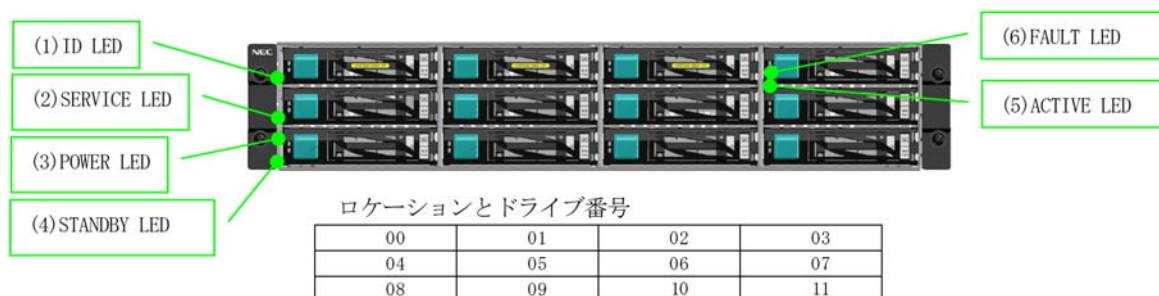 (1)ID LED
(2)SERVICE LED
(3)POWER LED
(4)STANDBY LED
NEC
(6)FAULT LED
(5)ACTIVE LED
ロケーションとドライブ番号
00 01 02 03
04 05 06 07
08 09 10 11